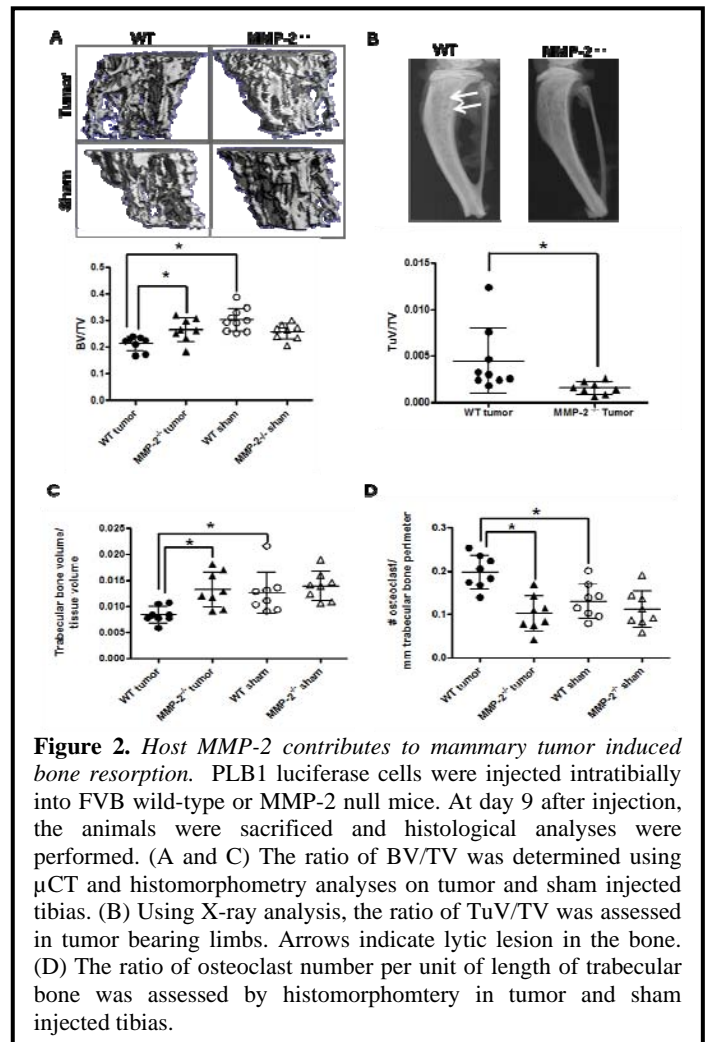 A
WT
MMP-2-/-
Tumor
Sham
0.5
0.4
0.3
0.2
0.1
0.0
BV/TV
*
*
WT tumor
MMP-2-/- tumor
WT sham
MMP-2-/- sham
B
WT
MMP-2-/-
0.015
0.010
0.005
0.000
TuV/TV
*
WT tumor
MMP-2-/- Tumor
C
0.025
0.020
0.015
0.010
0.005
0.000
Trabecular bone volume/
tissue volume
*
*
WT tumor
MMP-2-/- tumor
WT sham
MMP-2-/- sham
D
0.3
0.2
0.1
0.0
# osteoclast/
mm trabecular bone perimeter
*
*
WT tumor
MMP-2-/- tumor
WT sham
MMP-2-/- sham
Figure 2. Host MMP-2 contributes to mammary tumor induced
bone resorption. PLB1 luciferase cells were injected intratibially
into FVB wild-type or MMP-2 null mice. At day 9 after injection,
the animals were sacrificed and histological analyses were
performed. (A and C) The ratio of BV/TV was determined using
µCT and histomorphometry analyses on tumor and sham injected
tibias. (B) Using X-ray analysis, the ratio of TuV/TV was assessed
in tumor bearing limbs. Arrows indicate lytic lesion in the bone.
(D) The ratio of osteoclast number per unit of length of trabecular
bone was assessed by histomorphomtery in tumor and sham
injected tibias.